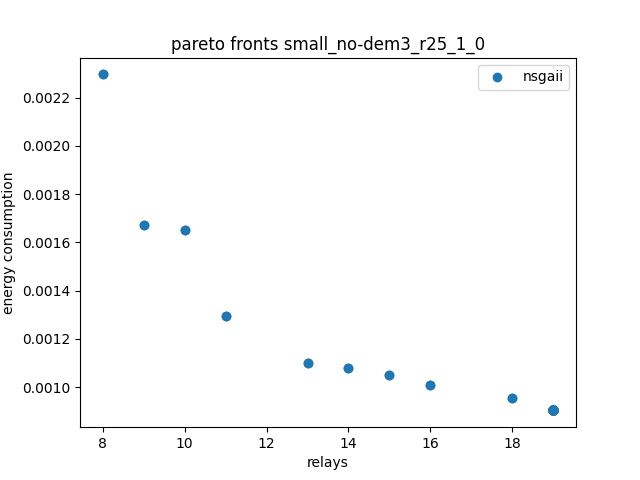 pareto fronts small_no-dem3_r25_1_0
nsgaii
0.0022
0.0020
0.0018
0.0016
0.0014
0.0012
0.0010
energy consumption
8 10 12 14 16 18
relays